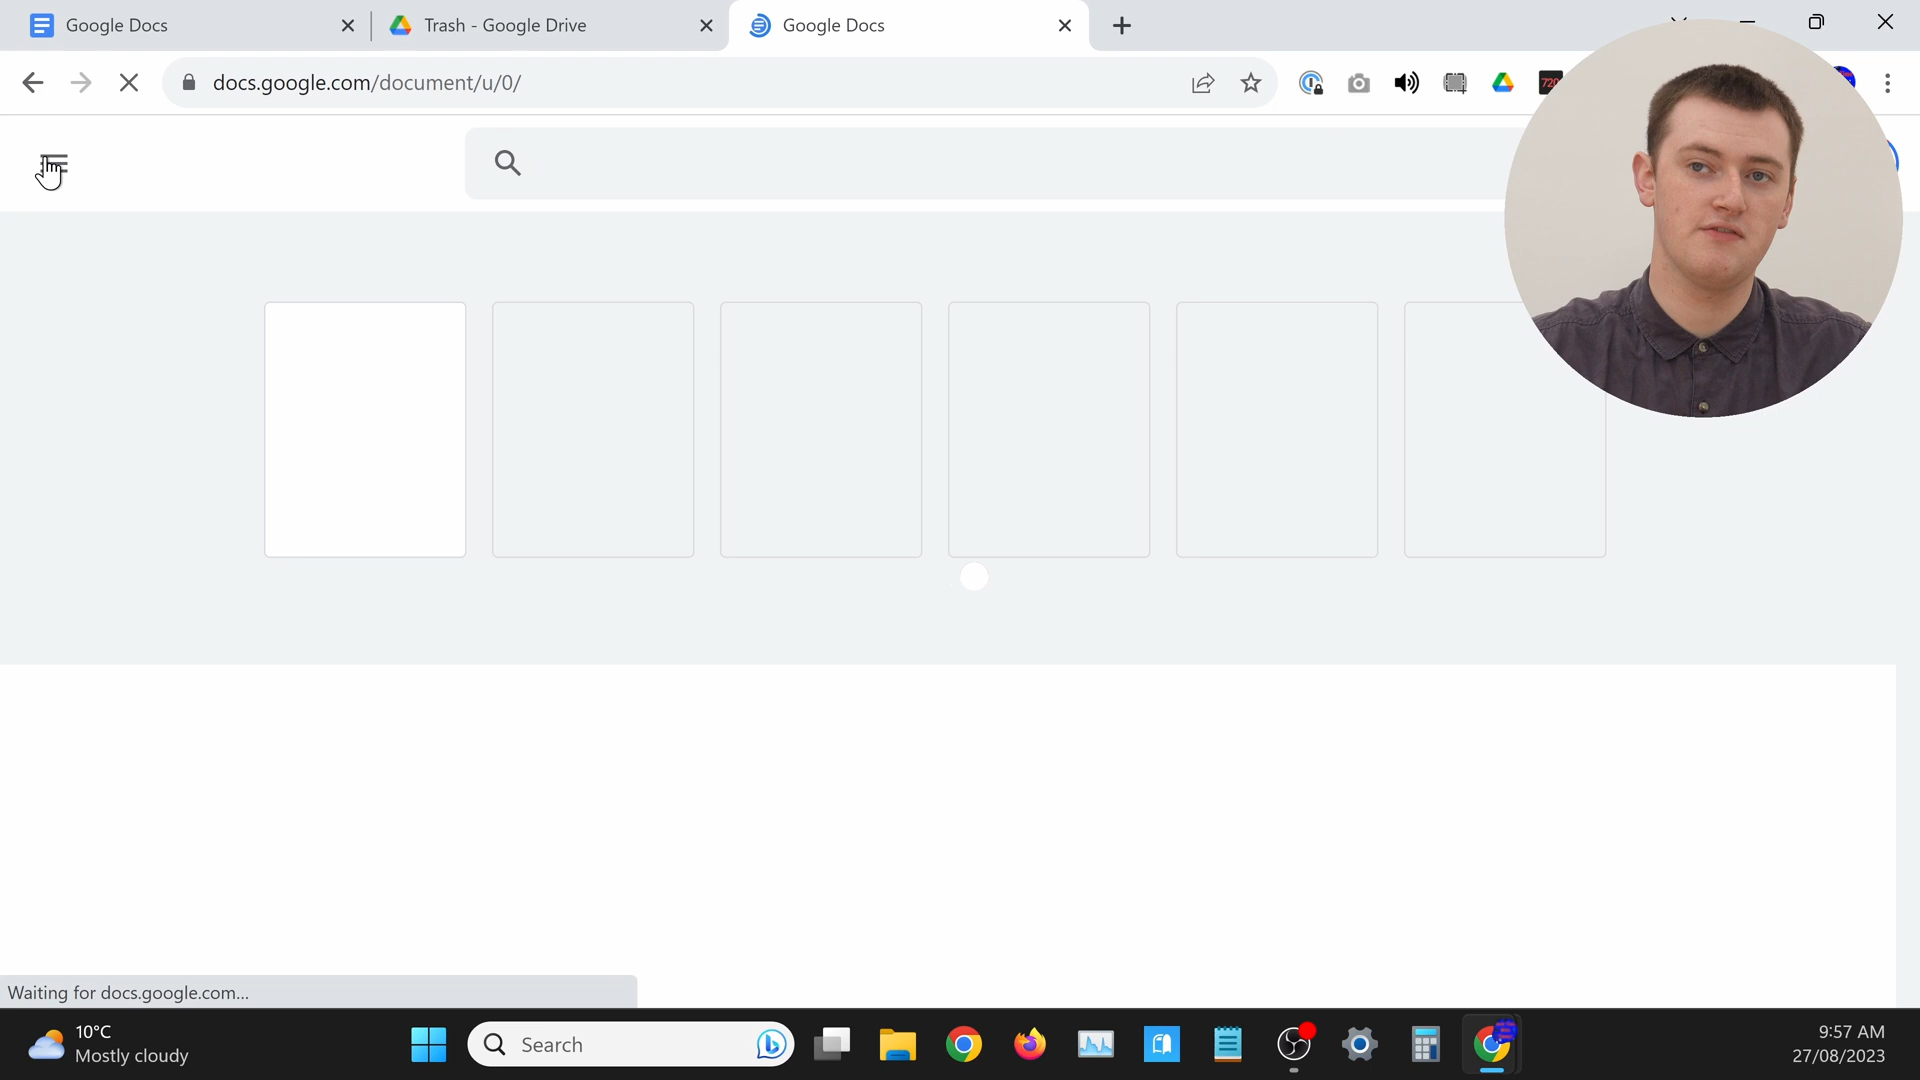 Google Docs
Trash - Google Drive
Google Docs
docs.google.com/document/u/0/
720
Waiting for docs.google.com...
10°C
Mostly cloudy
Search
9:57 AM
27/08/2023